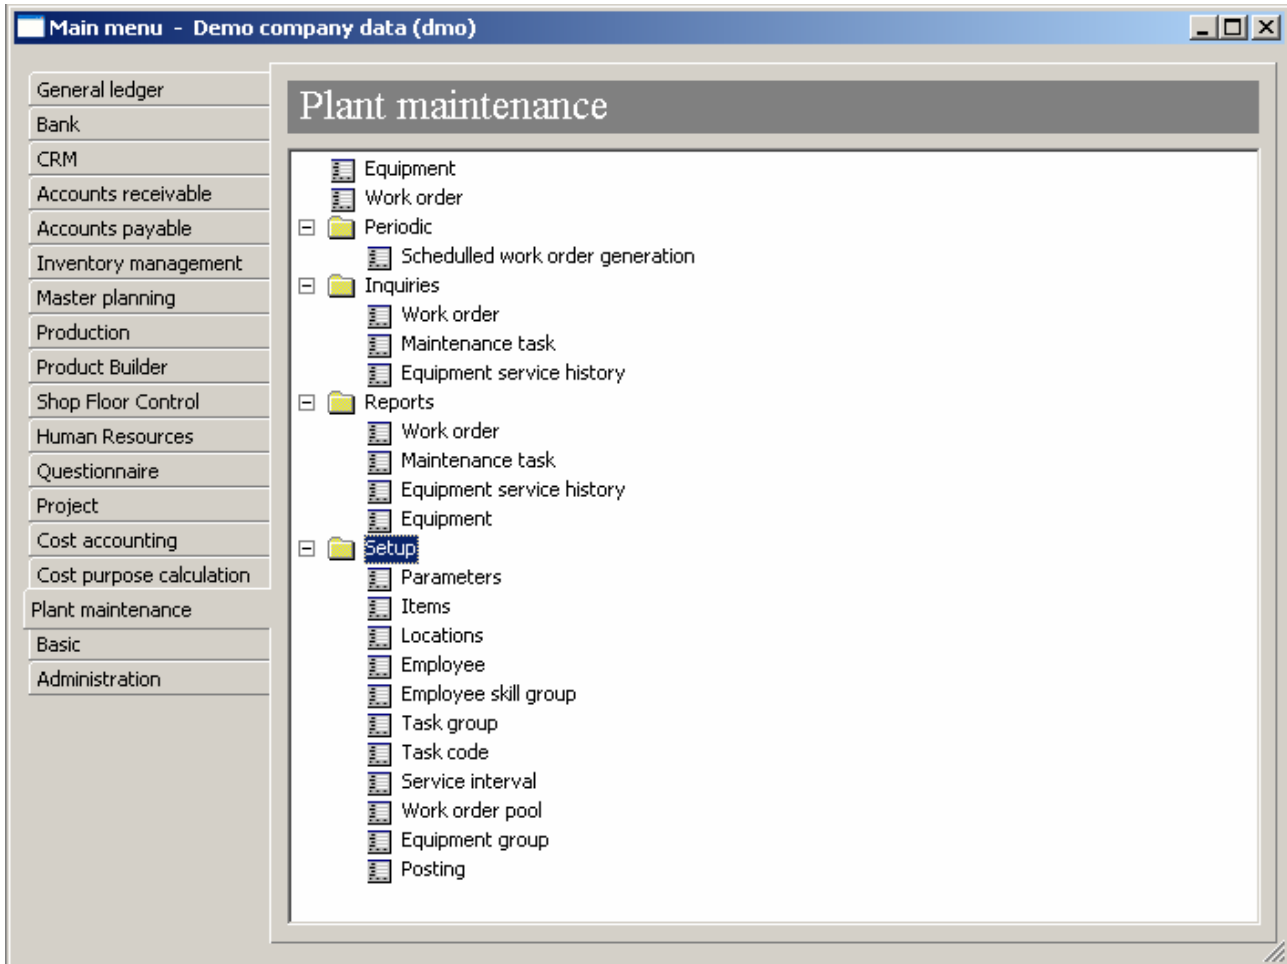 Main menu - Demo company data (dmo)
General ledger
Bank
CRM
Accounts receivable
Accounts payable
Inventory management
Master planning
Production
Product Builder
Shop Floor Control
Human Resources
Questionnaire
Project
Cost accounting
Cost purpose calculation
Plant maintenance
Basic
Administration
Plant maintenance
Equipment
Work order
Periodic
Schedulled work order generation
Inquiries
Work order
Maintenance task
Equipment service history
Reports
Work order
Maintenance task
Equipment service history
Equipment
Setup
Parameters
Items
Locations
Employee
Employee skill group
Task group
Task code
Service interval
Work order pool
Equipment group
Posting